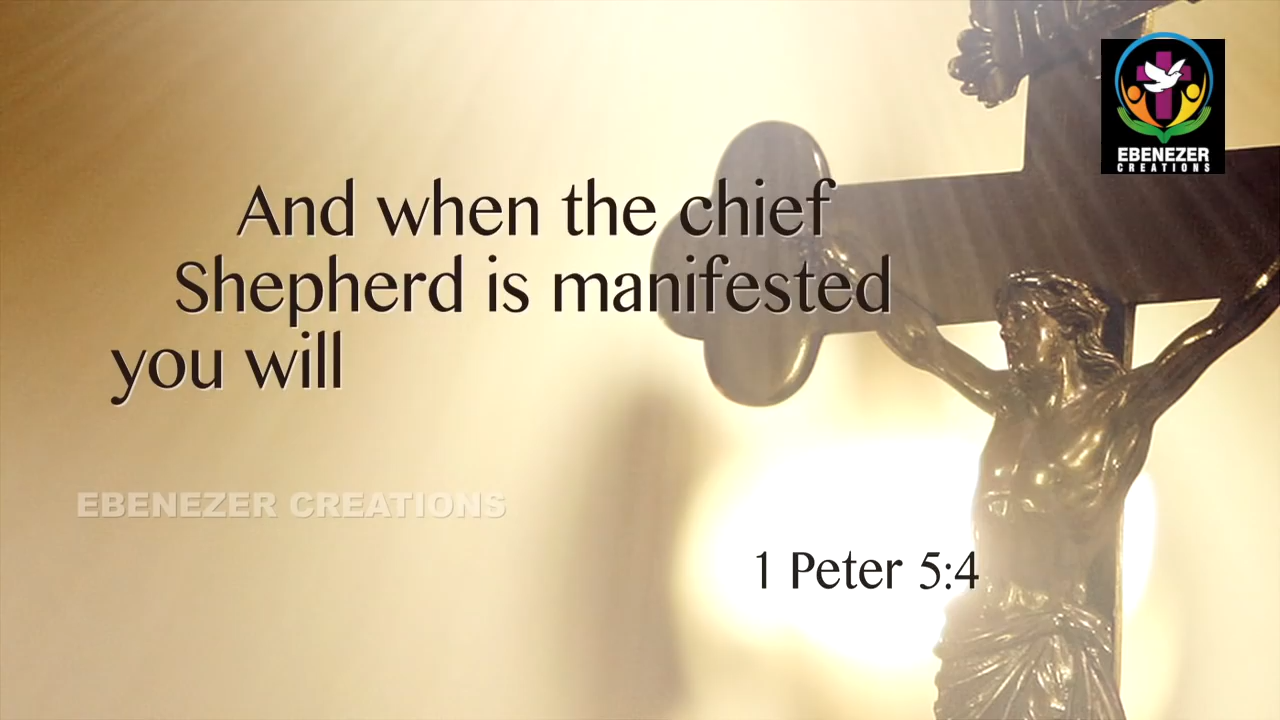 And when the chief
Shepherd is manifested
you will
1 Peter 5:4
EBENEZER CREATIONS
EBENEZER
CREATIONS